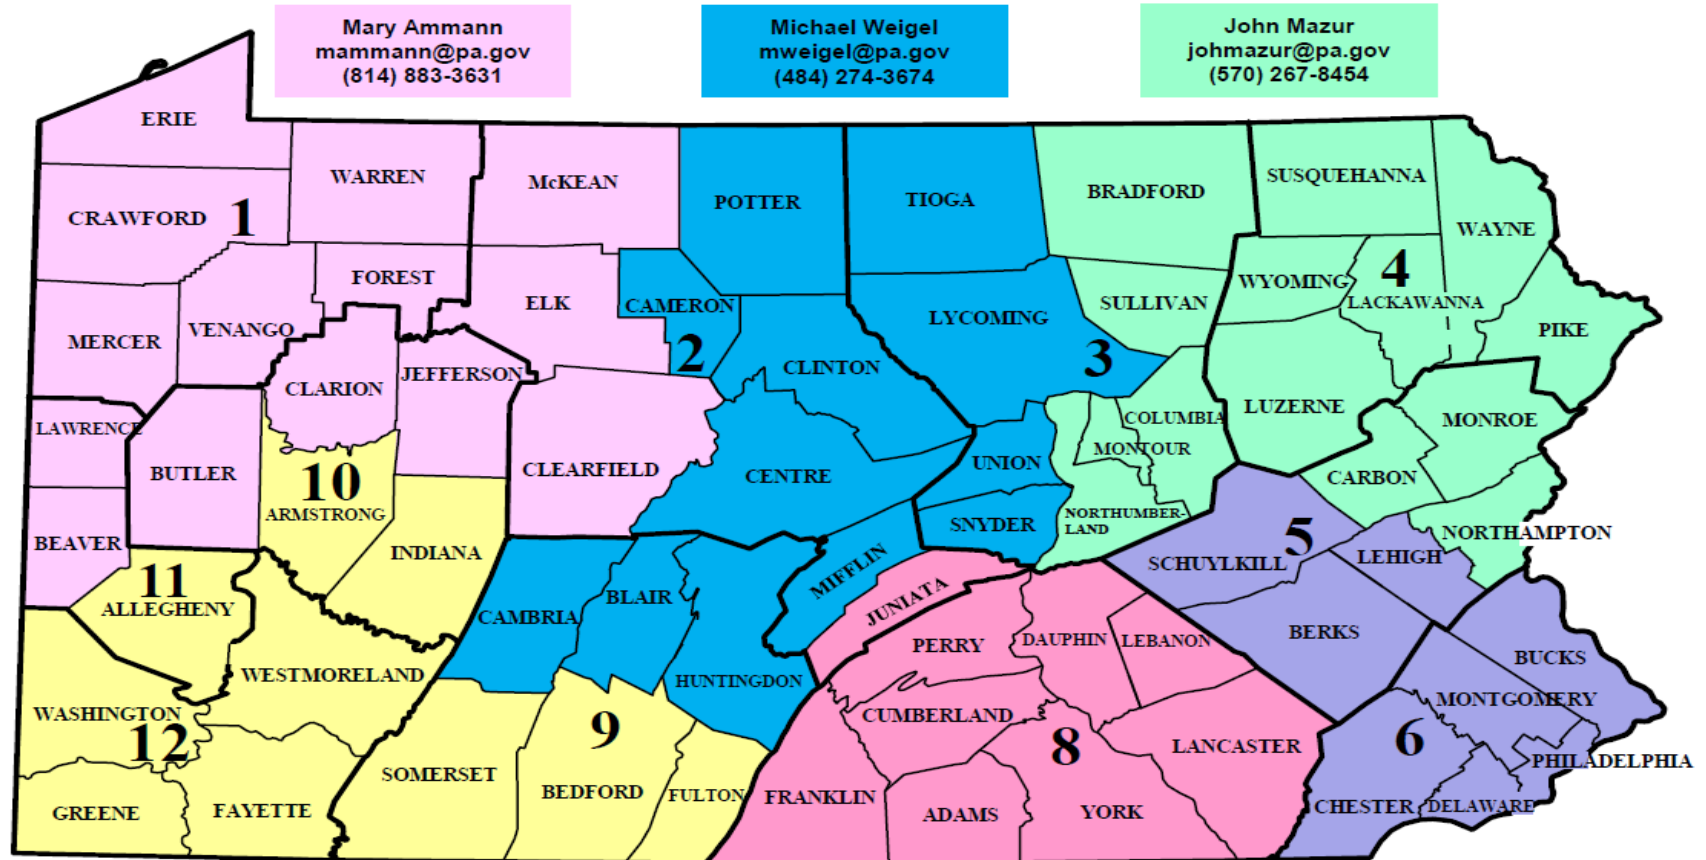 Mary Ammann
mammann@pa.gov
(814) 883-3631
Michael Weigel
mweigel@pa.gov
(484) 274-3674
John Mazur
johmazur@pa.gov
(570) 267-8454
ERIE
WARREN
McKEAN
POTTER
TIOGA
BRADFORD
SUSQUEHANNA
WAYNE
CRAWFORD
1
FOREST
ELK
CAMERON
2
LYCOMING
3
SULLIVAN
WYOMING
4
LACKAWANNA
PIKE
MERCER
VENANGO
CLARION
JEFFERSON
CLINTON
LUZERNE
MONROE
LAWRENCE
BUTLER
10
ARMSTRONG
CLEARFIELD
CENTRE
UNION
COLUMBIA
MONTOUR
CARBON
BEAVER
INDIANA
SNYDER
NORTHUMBER-
LAND
5
SCHUYLKILL
LEHIGH
NORTHAMPTON
11
ALLEGHENY
CAMBRIA
BLAIR
MIFFLIN
JUNIATA
PERRY
DAUPHIN
LEBANON
BERKS
BUCKS
WESTMORELAND
HUNTINGDON
MONTGOMERY
WASHINGTON
12
9
CUMBERLAND
8
LANCASTER
6
PHILADELPHIA
GREENE
FAYETTE
SOMERSET
BEDFORD
FULTON
FRANKLIN
ADAMS
YORK
CHESTER
DELAWARE